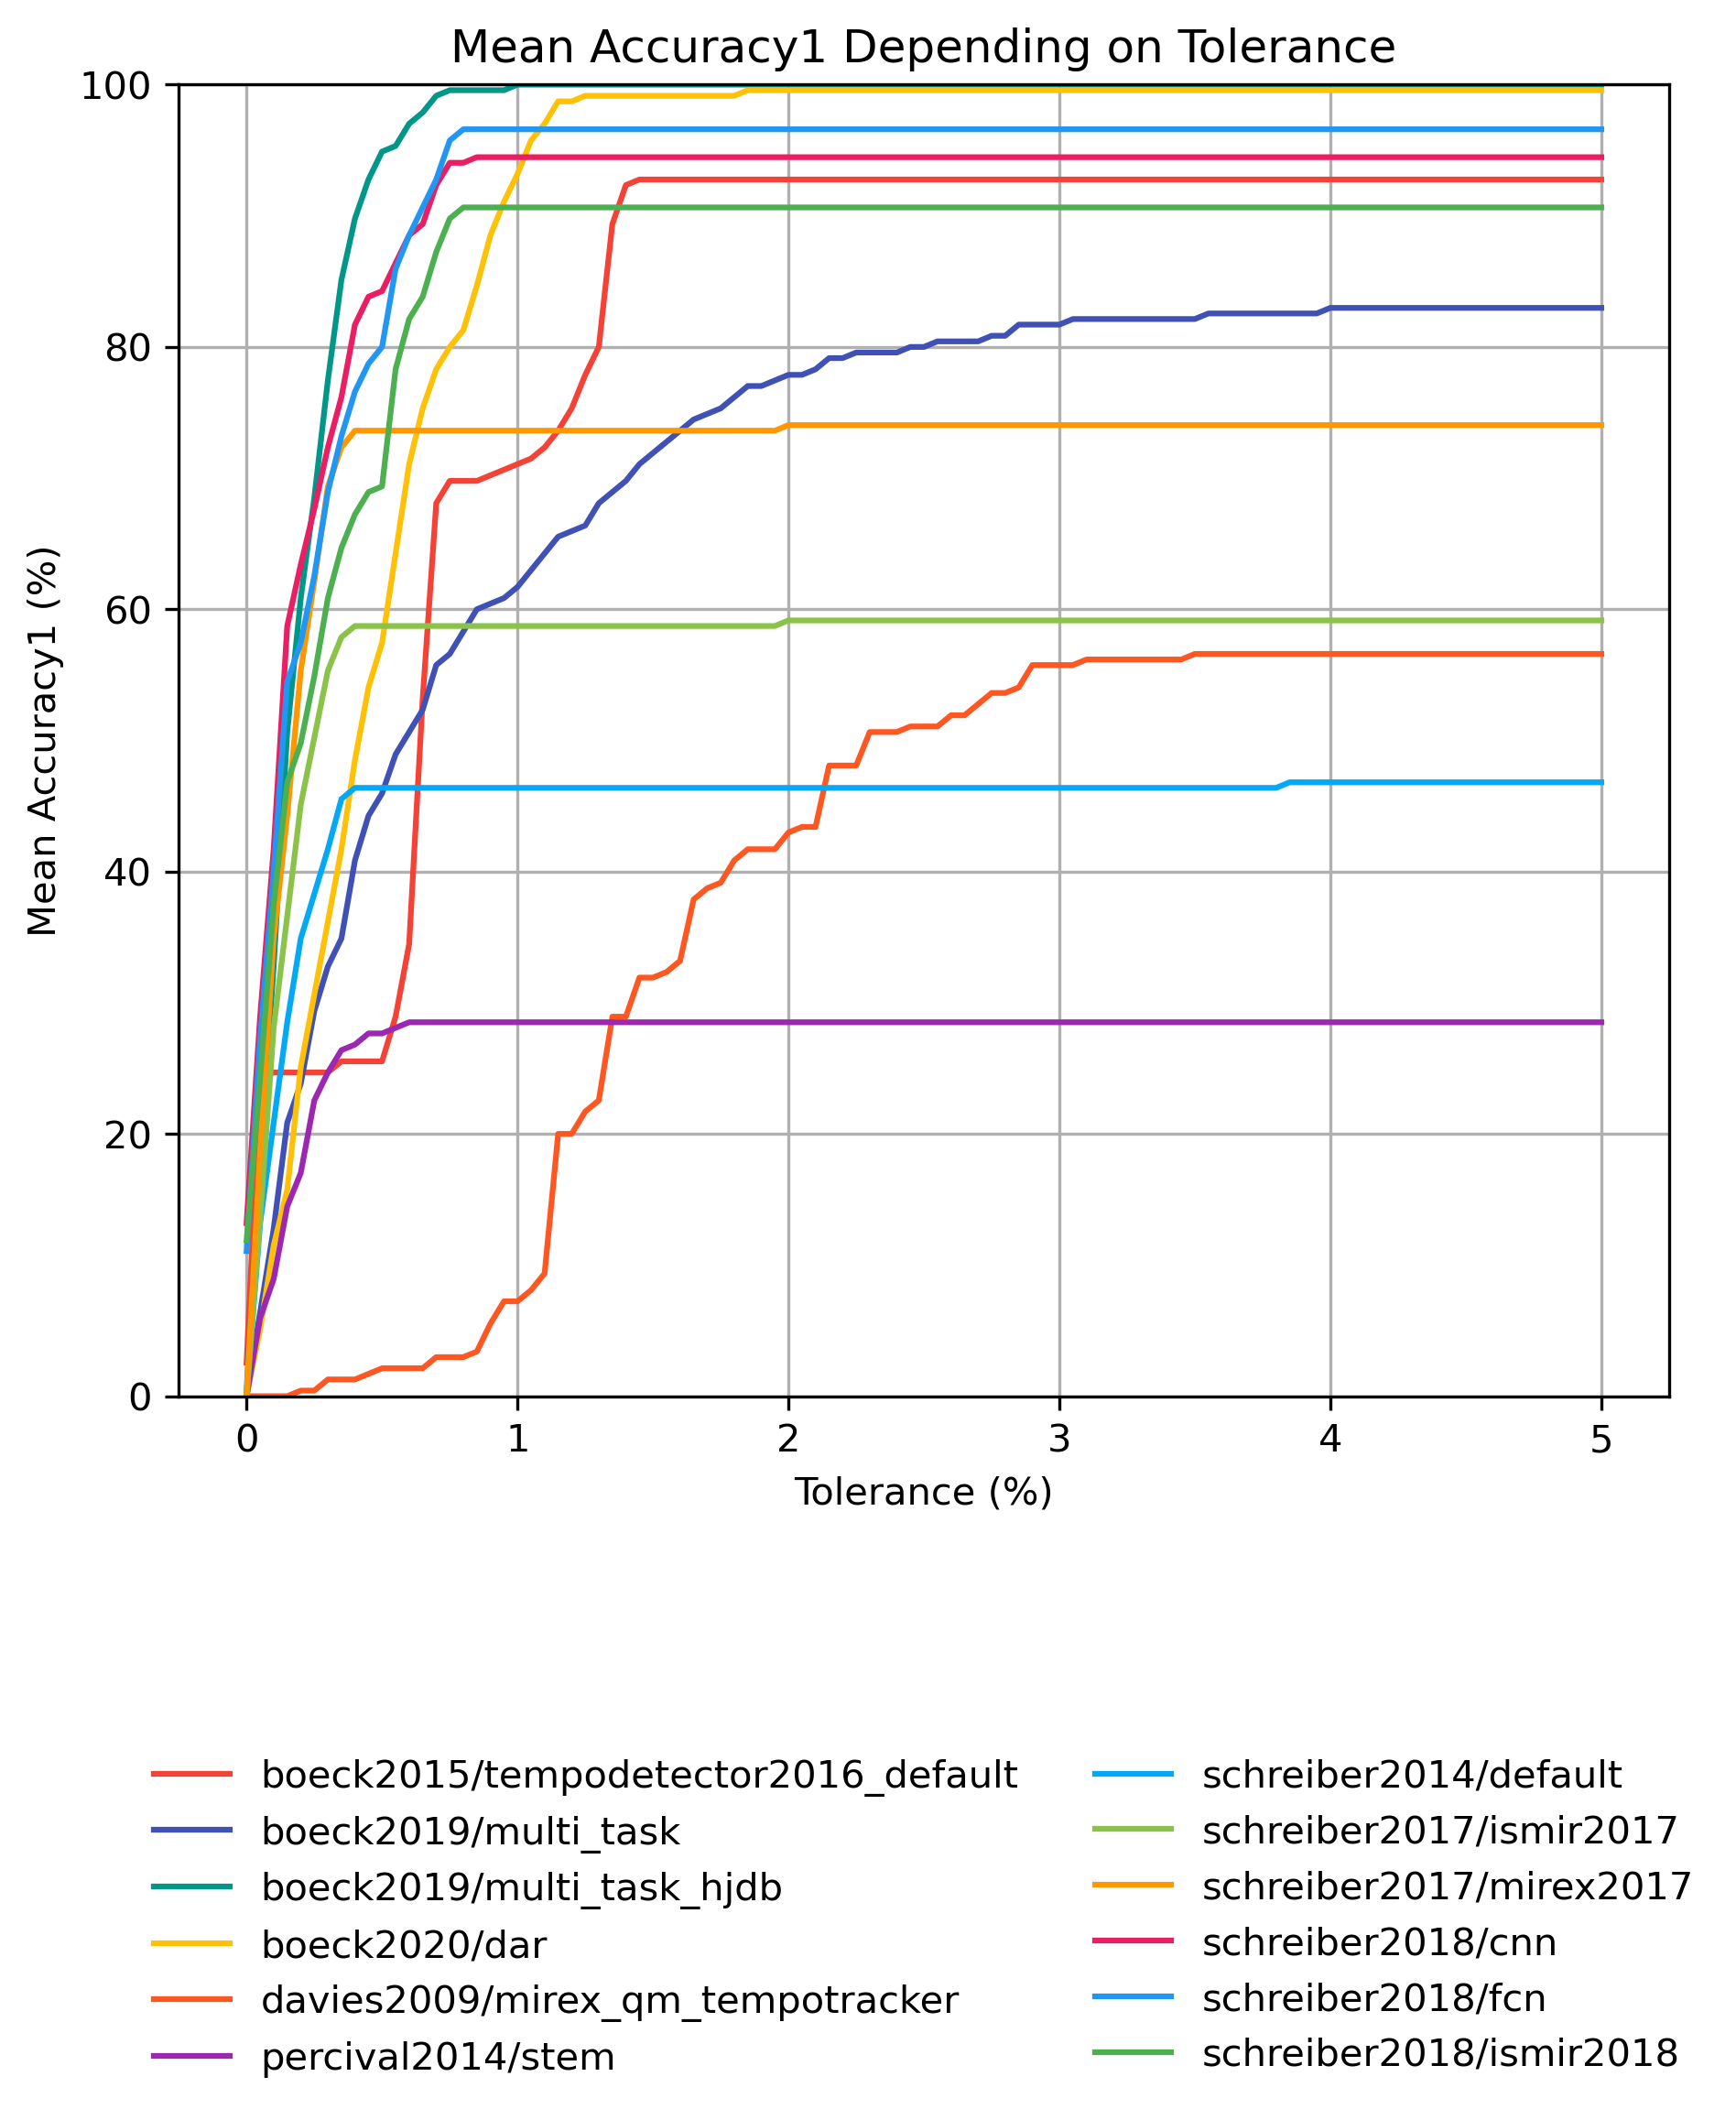 Mean Accuracy1 Depending on Tolerance
100
80
60
40
20
0
Mean Accuracy1 (%)
0 1 2 3 4 5
Tolerance (%)
boeck2015/tempodetector2016_default
boeck2019/multi_task
boeck2019/multi_task_hjdb
boeck2020/dar
davies2009/mirex_qm_tempotracker
percival2014/stem
schreiber2014/default
schreiber2017/ismir2017
schreiber2017/mirex2017
schreiber2018/cnn
schreiber2018/fcn
schreiber2018/ismir2018